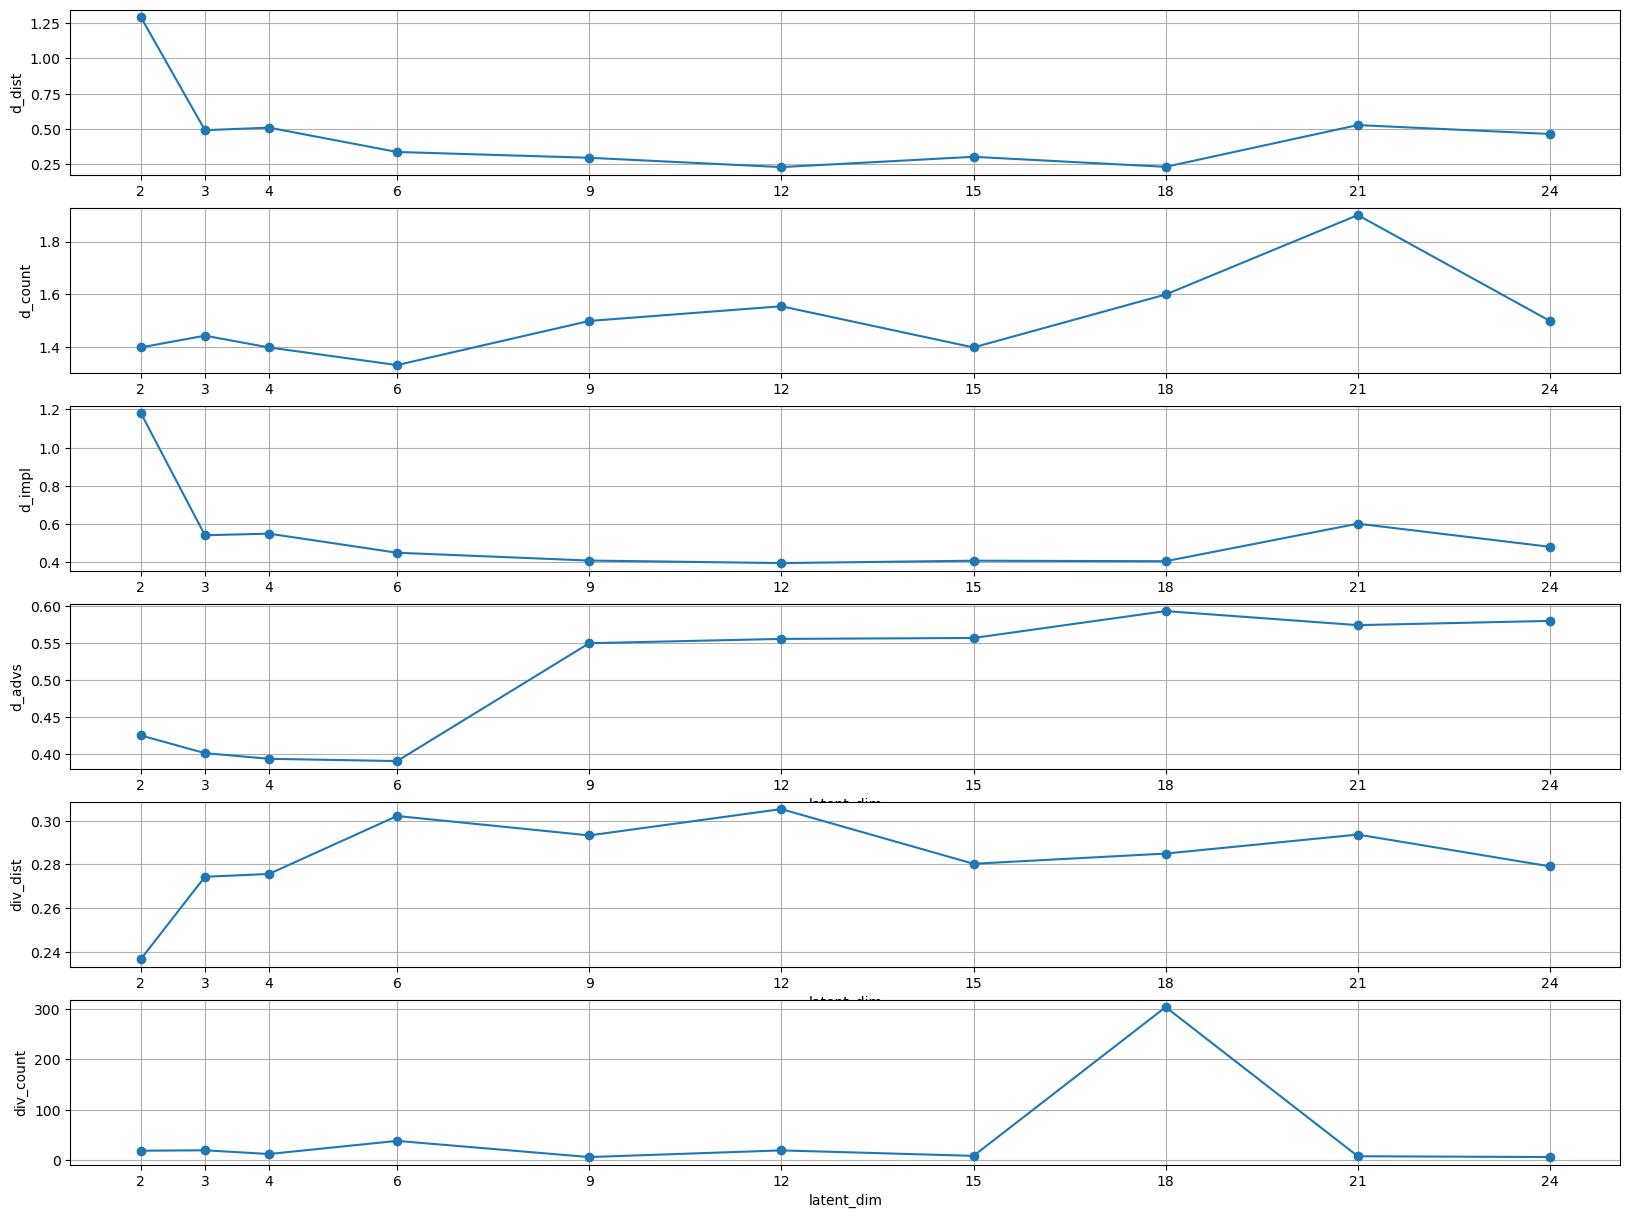 d_dist
1.25
1.00
0.75
0.50
0.25
2 3 4 6 9 12 15 18 21 24
d_count
1.8
1.6
1.4
2 3 4 6 9 12 15 18 21 24
d_impl
1.2
1.0
0.8
0.6
0.4
2 3 4 6 9 12 15 18 21 24
d_advs
0.60
0.55
0.50
0.45
0.40
2 3 4 6 9 12 15 18 21 24
latent_dim
div_dist
0.30
0.28
0.26
0.24
2 3 4 6 9 12 15 18 21 24
latent_dim
div_count
300
200
100
0
2 3 4 6 9 12 15 18 21 24
latent_dim